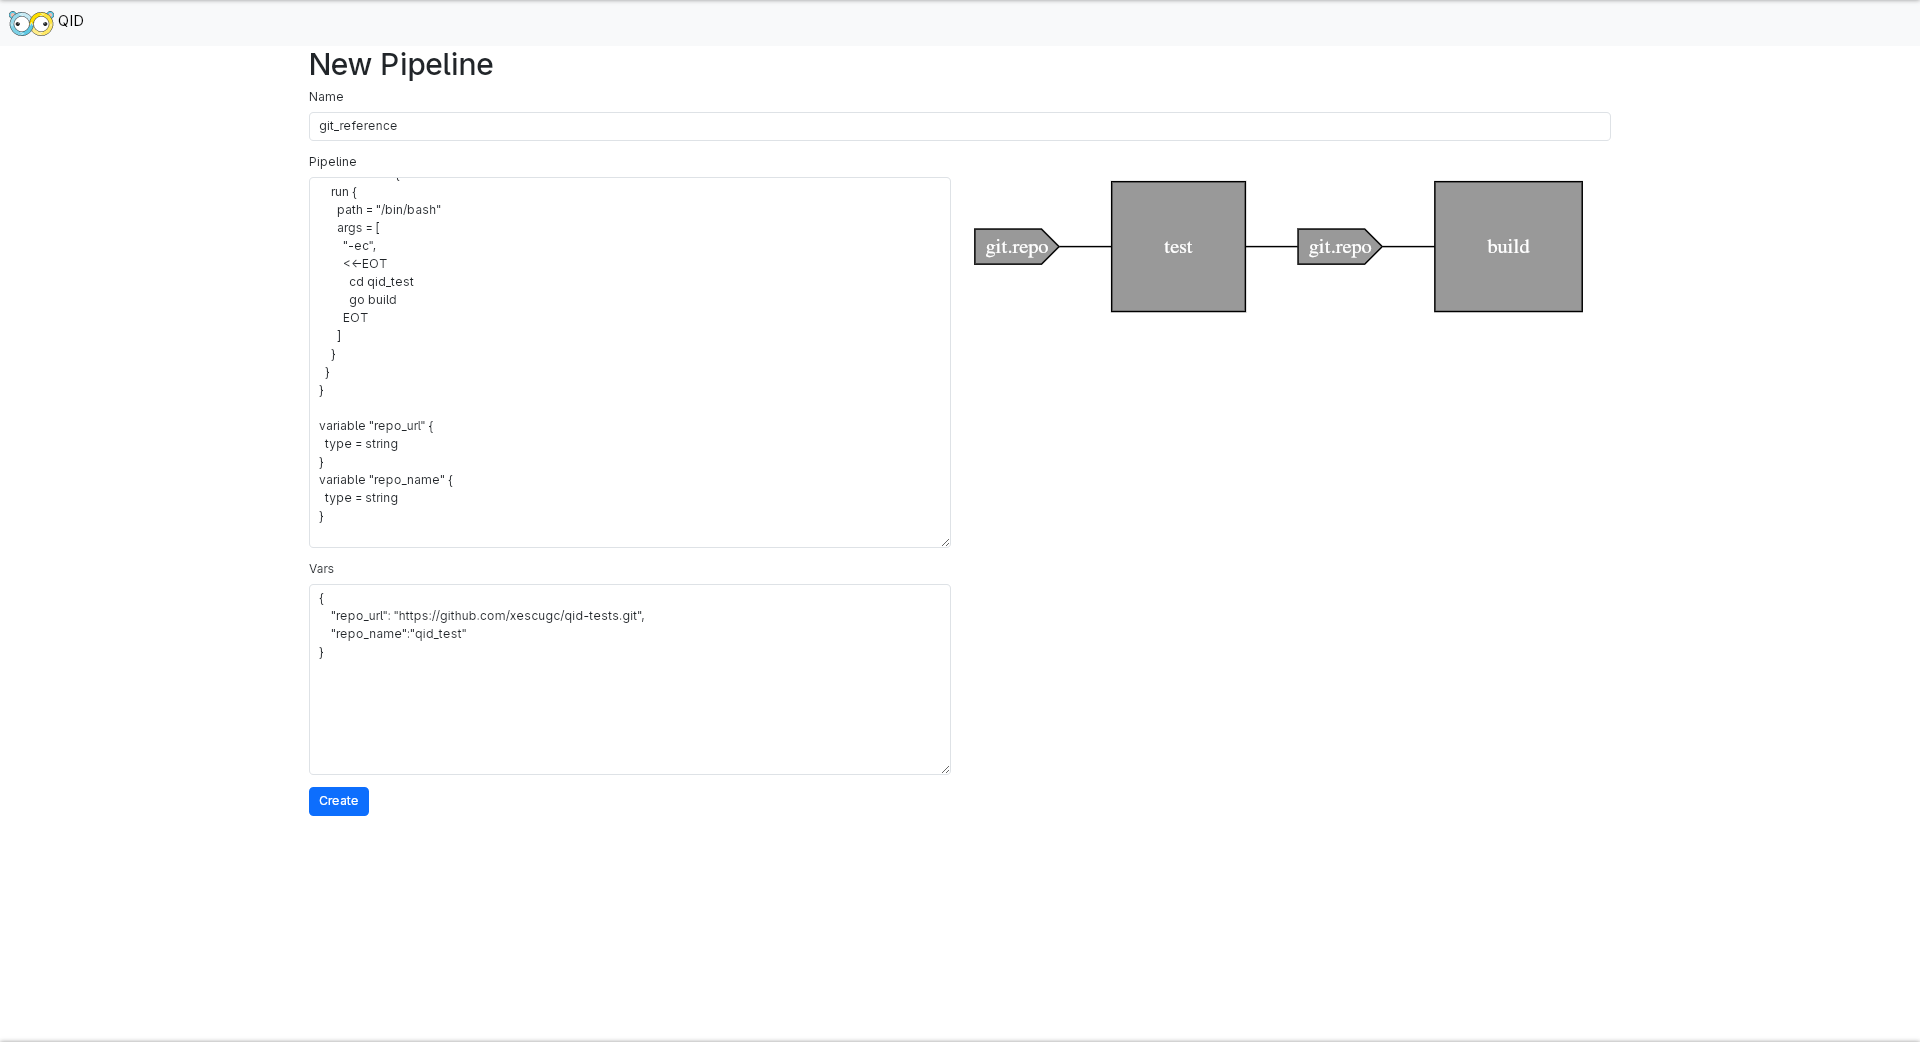 QID
New Pipeline
Name
git_reference
Pipeline
{
    run {
      path = "/bin/bash"
      args = [
        "-ec",
        <<-EOT
          cd qid_test
          go build
        EOT
      ]
    }
  }
}

variable "repo_url" {
  type = string
}
variable "repo_name" {
  type = string
}
git.repo
test
git.repo
build
Vars
{
    "repo_url": "https://github.com/xescugc/qid-tests.git",
    "repo_name":"qid_test"
}
Create